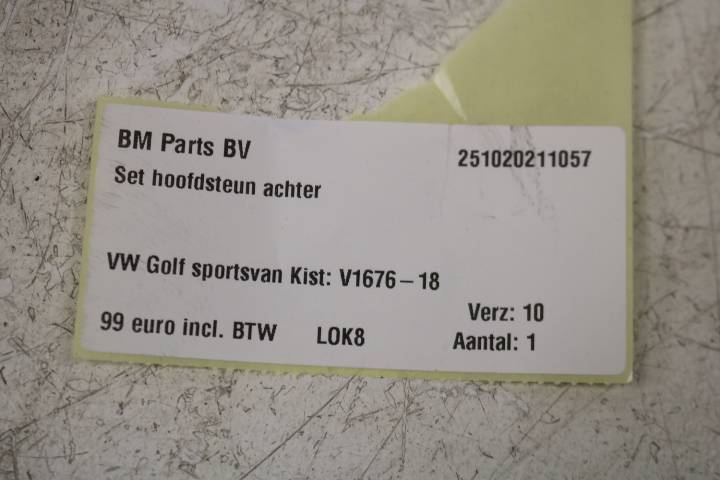 BM Parts BV
251020211057
Set hoofdsteun achter
VW Golf sportsvan Kist: V1676-18
Verz: 10
99 euro incl. BTW LOK8
Aantal: 1